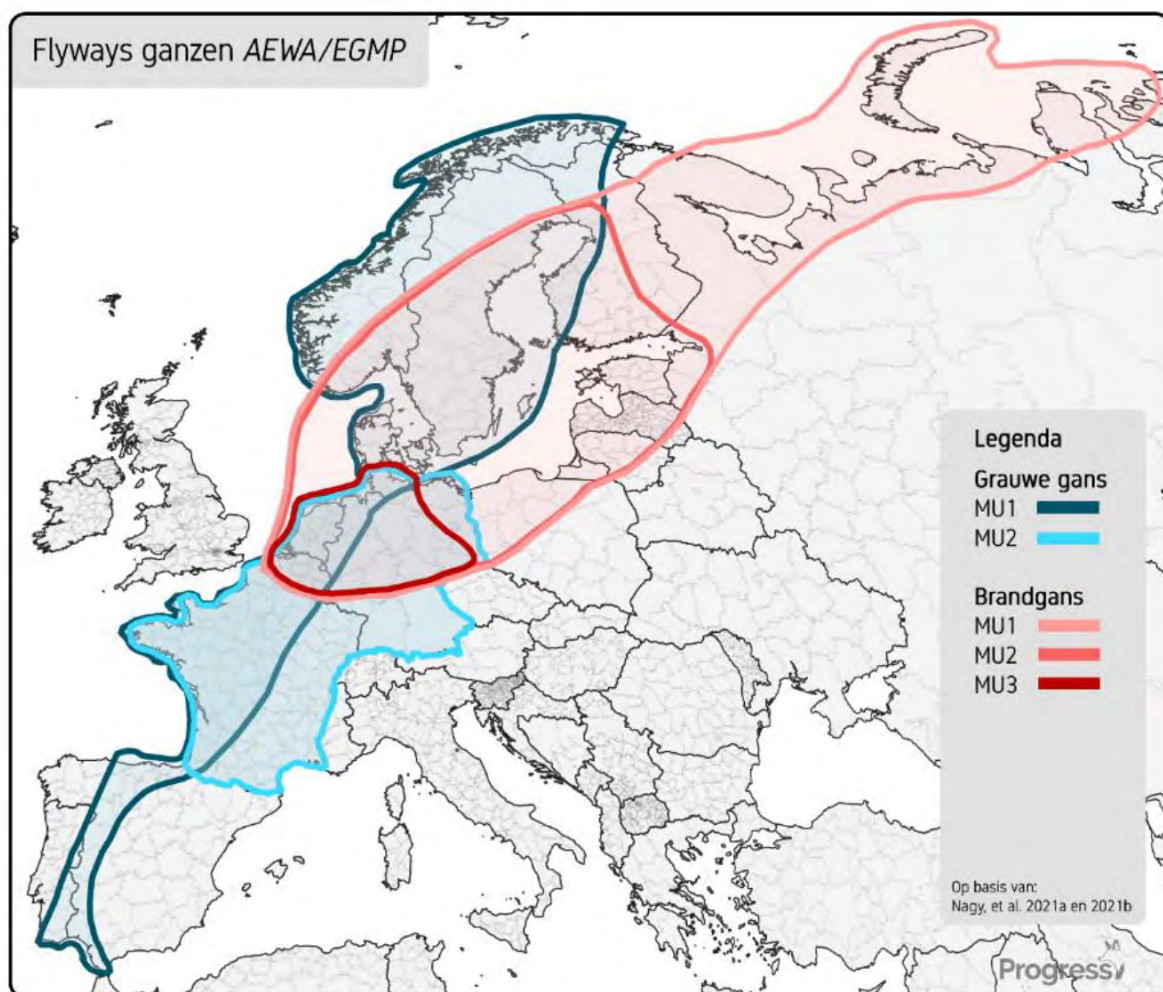 Flyways ganzen AEWA/EGMP
Legenda
Grauwe gans
MU1
MU2
Brandgans
MU1
MU2
MU3
Op basis van:
Nagy, et al. 2021a en 2021b
Progress